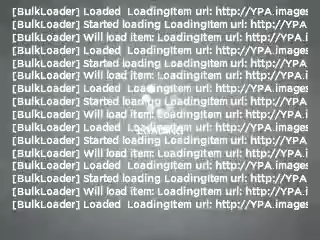 [BulkLoader] Loaded LoadingItem url: http://YPA.images
[BulkLoader] Started loading LoadingItem url: http://YPA
[BulkLoader] Will load item: LoadingItem url: http://YPA.i
[BulkLoader] Loaded LoadingItem url: http://YPA.images
[BulkLoader] Started loading LoadingItem url: http://YPA
[BulkLoader] Will load item: LoadingItem url: http://YPA.i
[BulkLoader] Loaded LoadingItem url: http://YPA.images
[BulkLoader] Started loading LoadingItem url: http://YPA
[BulkLoader] Will load item: LoadingItem url: http://YPA.i
[BulkLoader] Loaded LoadingItem url: http://YPA.images
[BulkLoader] Started loading LoadingItem url: http://YPA
[BulkLoader] Will load item: LoadingItem url: http://YPA.i
[BulkLoader] Loaded LoadingItem url: http://YPA.images
[BulkLoader] Started loading LoadingItem url: http://YPA
[BulkLoader] Will load item: LoadingItem url: http://YPA.i
[BulkLoader] Loaded LoadingItem url: http://YPA.images